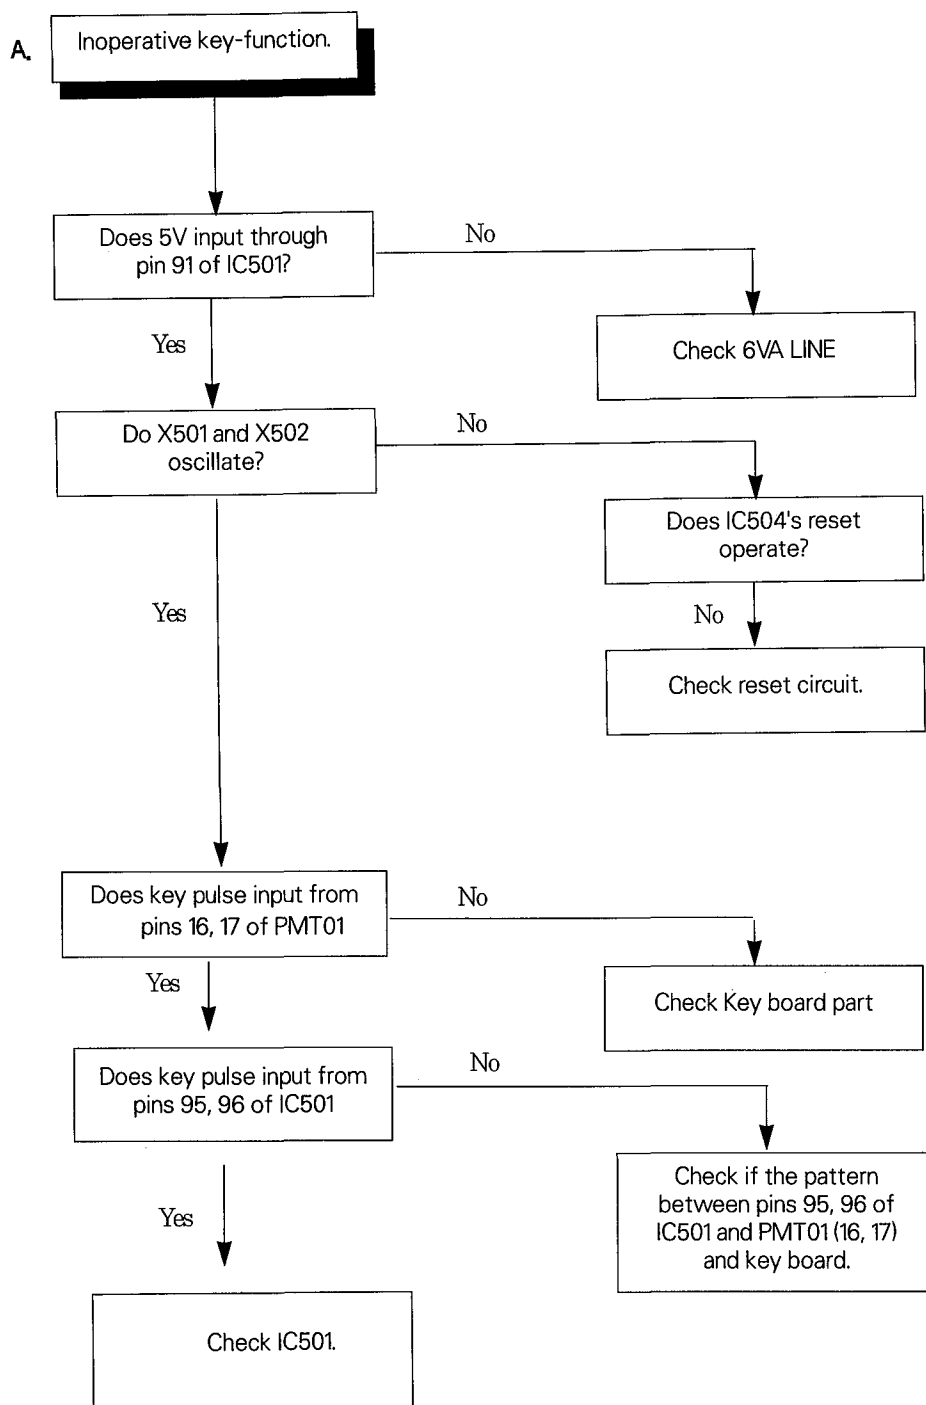 A.
Inoperative key-function.
Does 5V input through
pin 91 of IC501?
No
Yes
Check 6VA LINE
Do X501 and X502
oscillate?
No
Does IC504's reset
operate?
Yes
No
Check reset circuit.
Does key pulse input from
pins 16, 17 of PMT01
No
Yes
Check Key board part
Does key pulse input from
pins 95, 96 of IC501
No
Check if the pattern
between pins 95, 96 of
IC501 and PMT01 (16, 17)
and key board.
Yes
Check IC501.